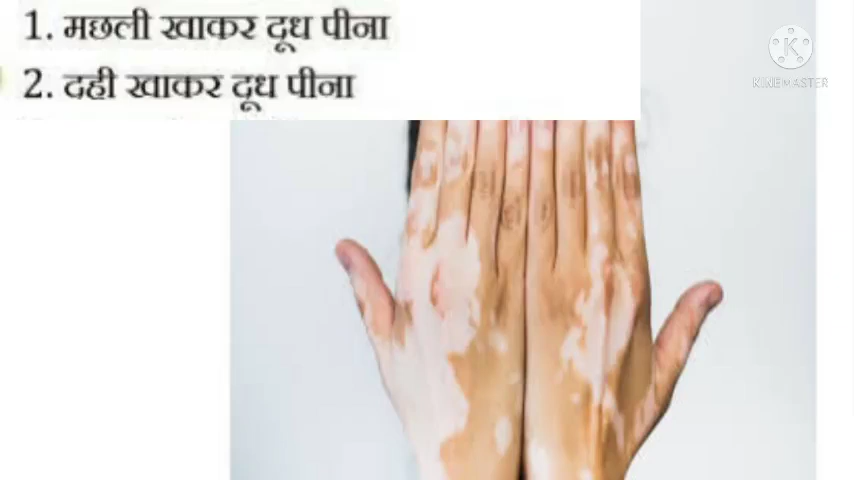 1. मछली खाकर दूध पीना
2. दही खाकर दूध पीना
KINEMASTER